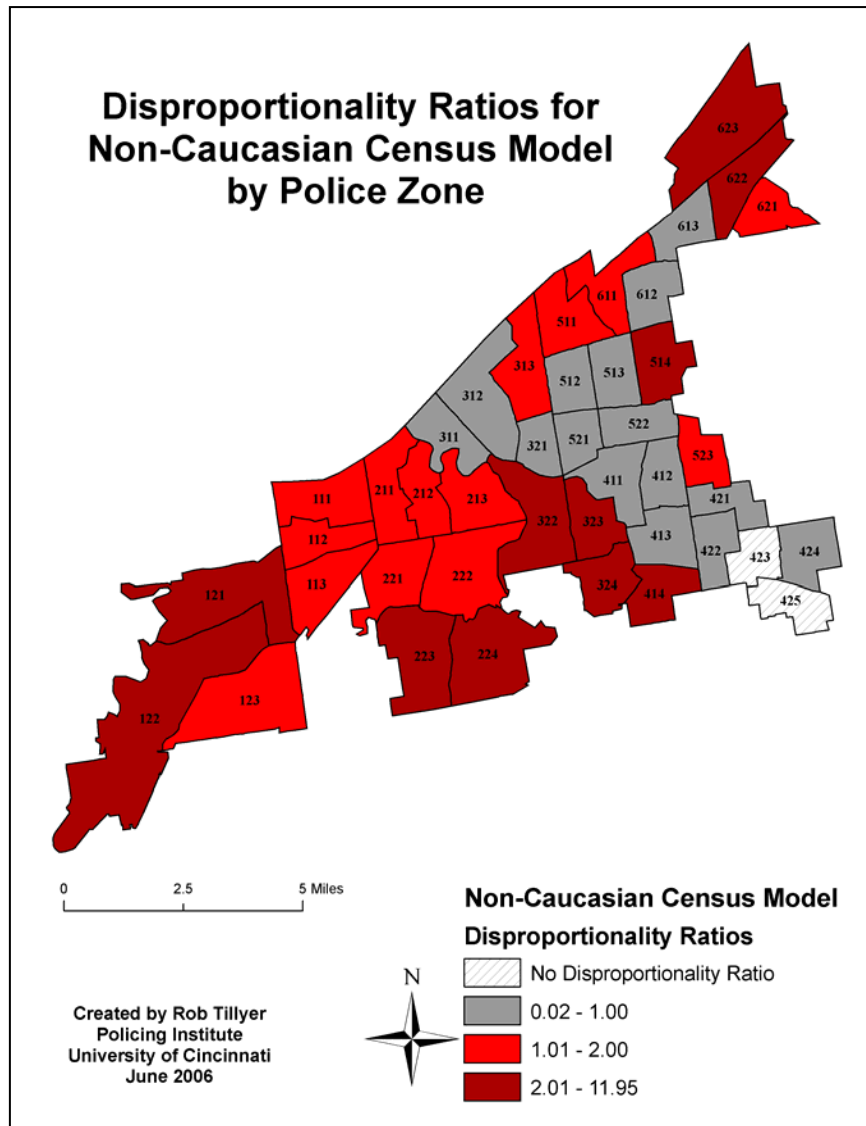 Disproportionality Ratios for
Non-Caucasian Census Model
by Police Zone
623
622
621
613
612
611
511
514
313
512
513
312
522
311
321
521
523
412
411
421
111
211
212
213
322
323
413
422
423
424
112
113
221
222
324
414
425
121
223
224
122
123
0
2.5
5 Miles
Non-Caucasian Census Model
Disproportionality Ratios
No Disproportionality Ratio
0.02 - 1.00
1.01 - 2.00
2.01 - 11.95
N
Created by Rob Tillyer
Policing Institute
University of Cincinnati
June 2006